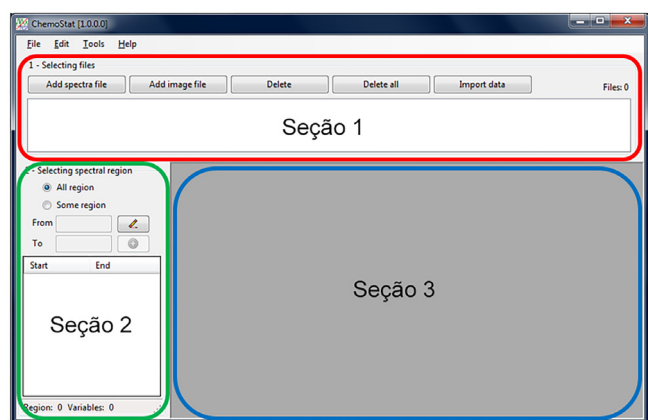 ChemoStat [1.0.0.0]
File Edit Tools Help
1 - Selecting files
Add spectra file Add image file Delete Delete all Import data Files: 0
Seção 1
2 - Selecting spectral region
All region
Some region
From
To
Start End
Seção 2
Seção 3
Region: 0 Variables: 0